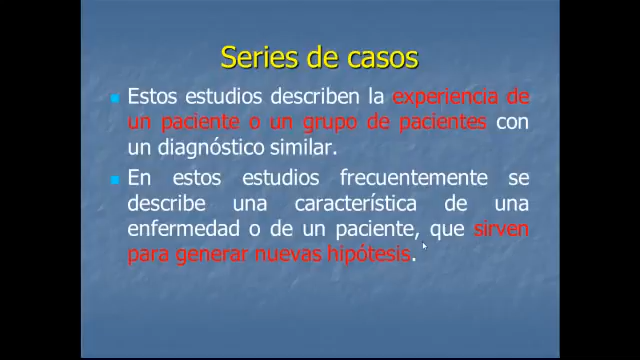 Series de casos
Estos estudios describen la experiencia de
un paciente o un grupo de pacientes con
un diagnóstico similar.
En estos estudios frecuentemente se
describe una característica de una
enfermedad o de un paciente, que sirven
para generar nuevas hipótesis.